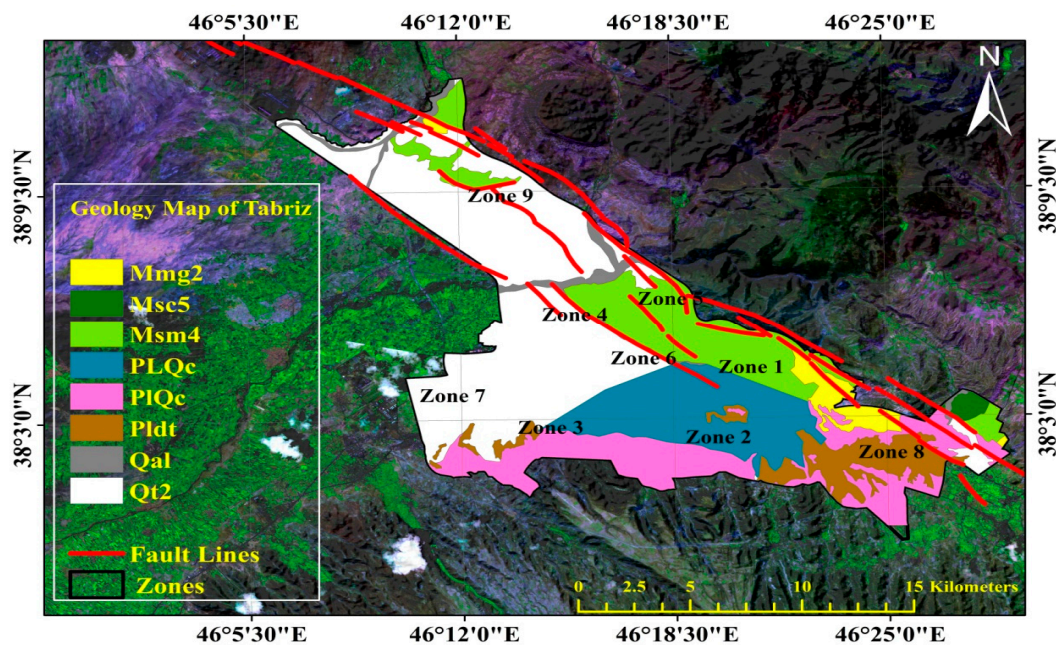 46°5'30"E 46°12'0"E 46°18'30"E 46°25'0"E
N
38°9'30"N
38°9'30"N
Zone 9
Geology Map of Tabriz
Mmg2
Msc5
Msm4
PLQc
PlQc
Pldt
Qal
Qt2
Fault Lines
Zones
Zone 5
Zone 4
Zone 6
Zone 1
Zone 7
Zone 3
Zone 2
Zone 8
38°3'0"N
38°3'0"N
0 2.5 5 10 15 Kilometers
46°5'30"E 46°12'0"E 46°18'30"E 46°25'0"E